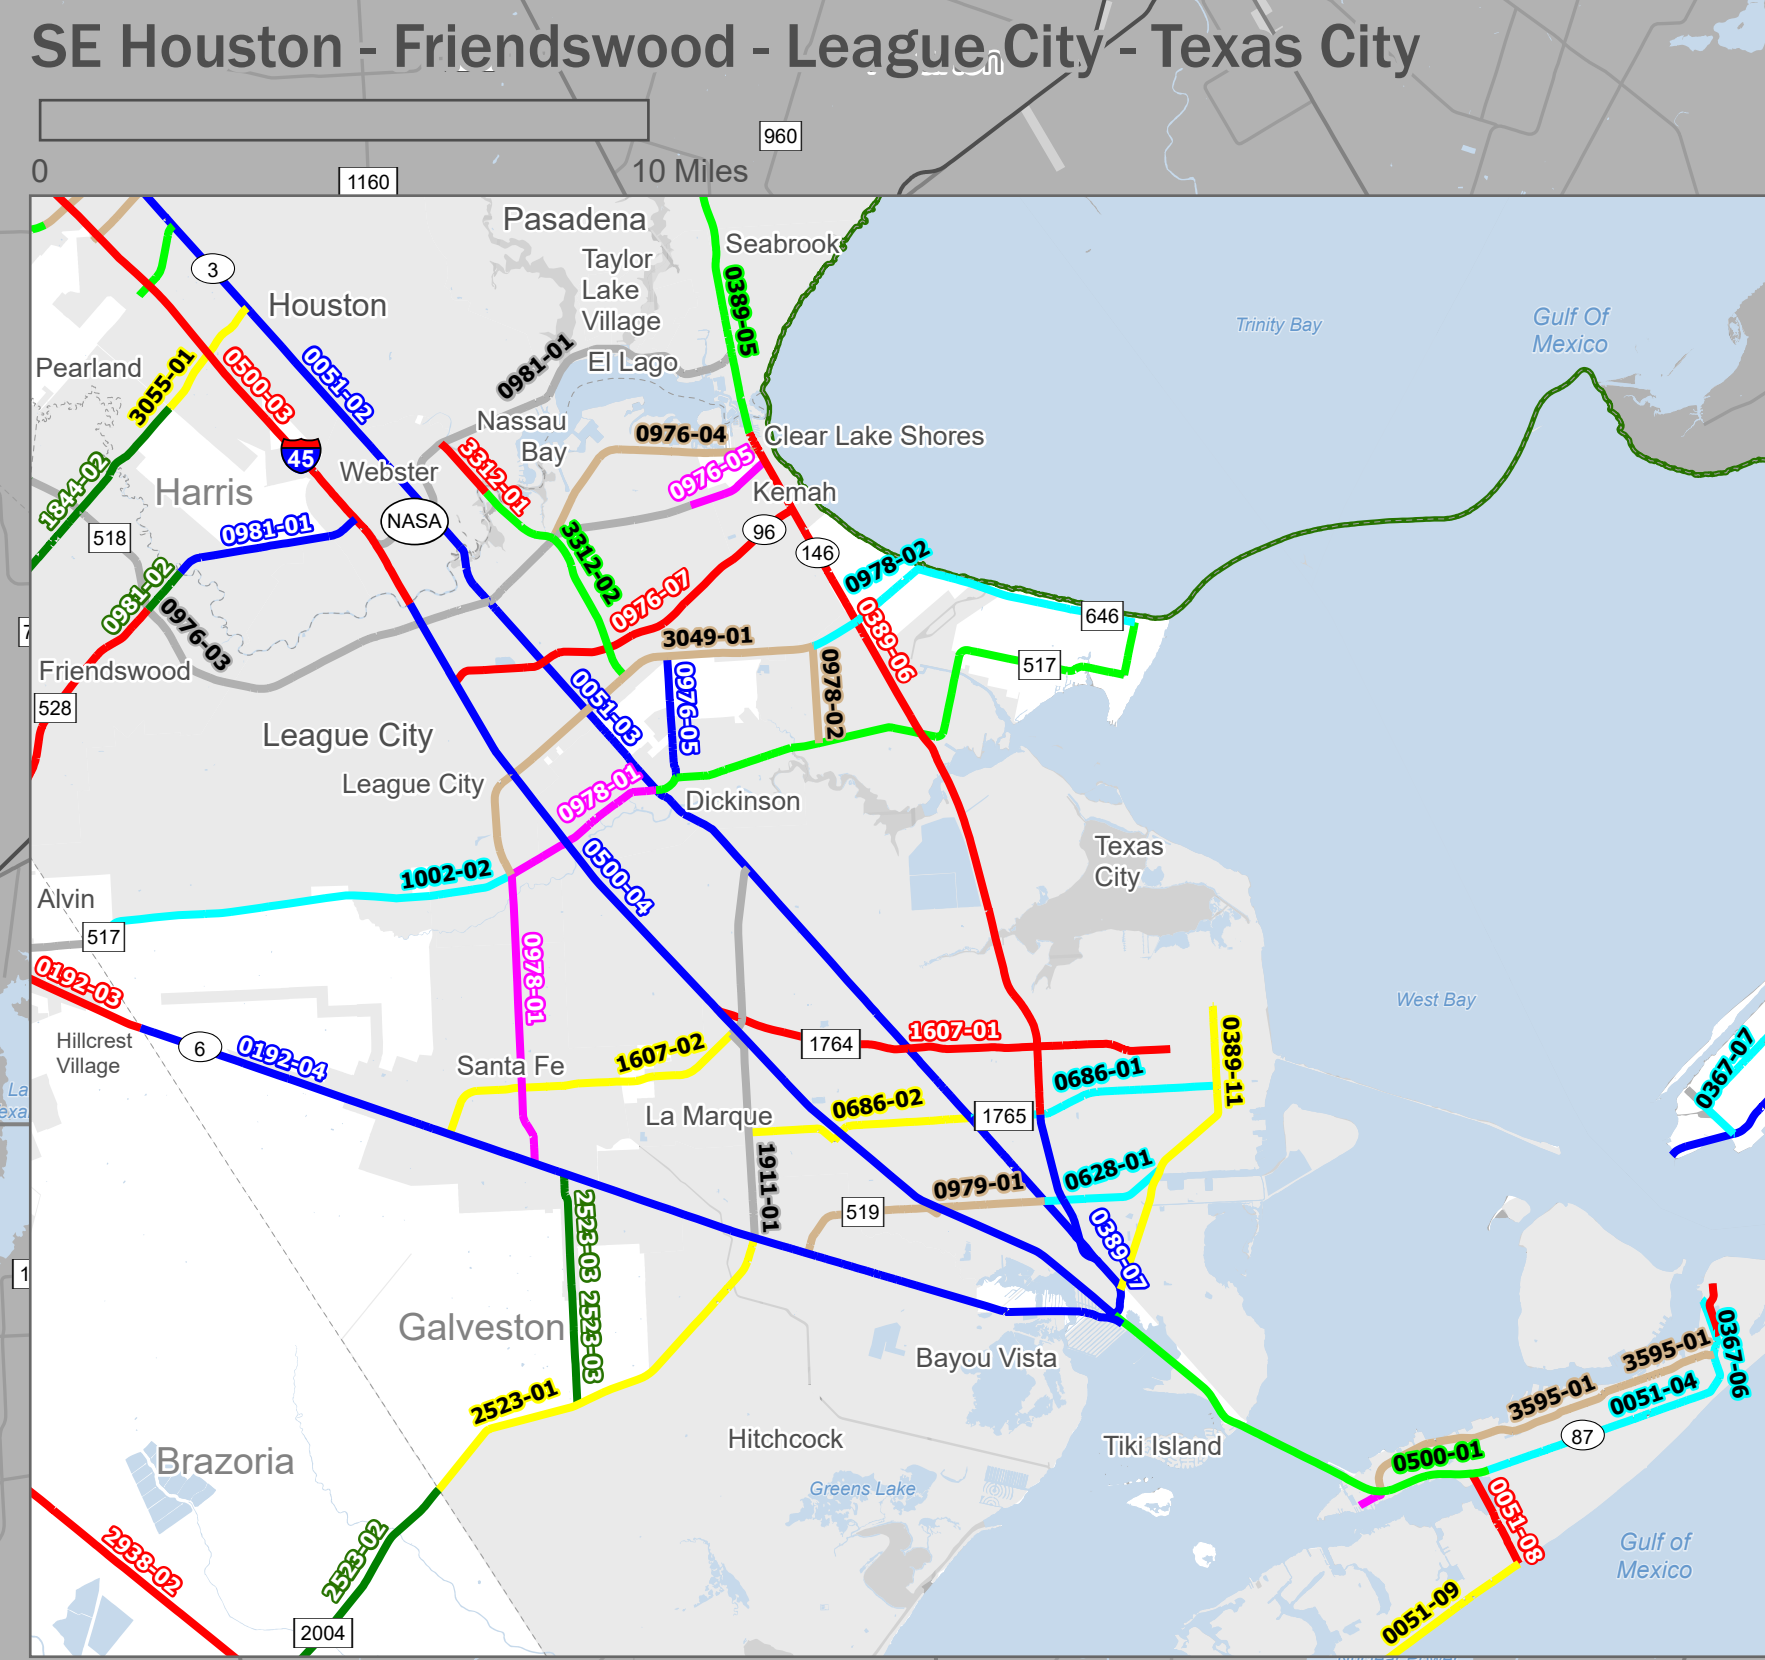 SE Houston - Friendswood - League City - Texas City
960
0
10 Miles
1160
Pasadena
Seabrook
Taylor
Lake
Village
3
Houston
0389-05
Trinity Bay
Gulf Of
Mexico
Pearland
3055-01
0500-03
0051-02
0981-01
El Lago
Nassau
Bay
0976-04
Clear Lake Shores
45
Webster
3312-01
0976-05
Kemah
1844-02
Harris
NASA
518
0981-01
96
146
3312-02
0978-02
0981-02
0976-03
0976-07
0389-06
646
3049-01
Friendswood
517
528
0051-03
0976-05
0978-02
League City
League City
0978-01
Dickinson
Texas
City
0500-04
1002-02
Alvin
517
0978-01
0192-03
West Bay
Hillcrest
Village
6
0192-04
1764
1607-01
1607-02
Santa Fe
0686-01
0389-11
0367-07
La Marque
0686-02
1765
1911-01
0979-01
0628-01
519
2523-03
2523-03
0389-07
Galveston
Bayou Vista
3595-01
0367-06
2523-01
3595-01
0051-04
Hitchcock
Tiki Island
87
Brazoria
0500-01
Greens Lake
0051-08
2938-02
2523-02
Gulf of
Mexico
0051-09
2004